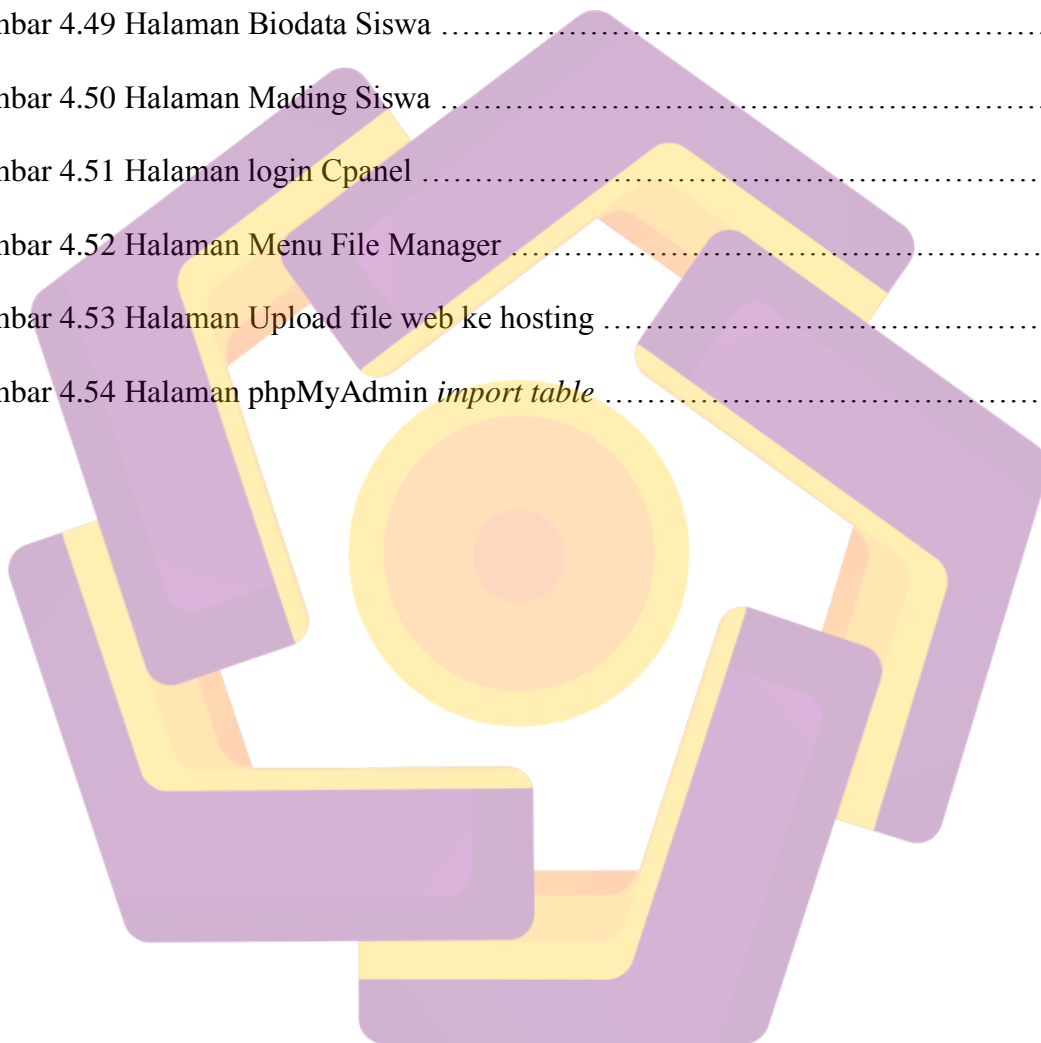 mbar 4.49 Halaman Biodata Siswa ………………………………………………………
mbar 4.50 Halaman Mading Siswa ………………………………………………………
mbar 4.51 Halaman login Cpanel …………………………………………………………
mbar 4.52 Halaman Menu File Manager …………………………………………………
mbar 4.53 Halaman Upload file web ke hosting …………………………………………
mbar 4.54 Halaman phpMyAdmin import table …………………………………………